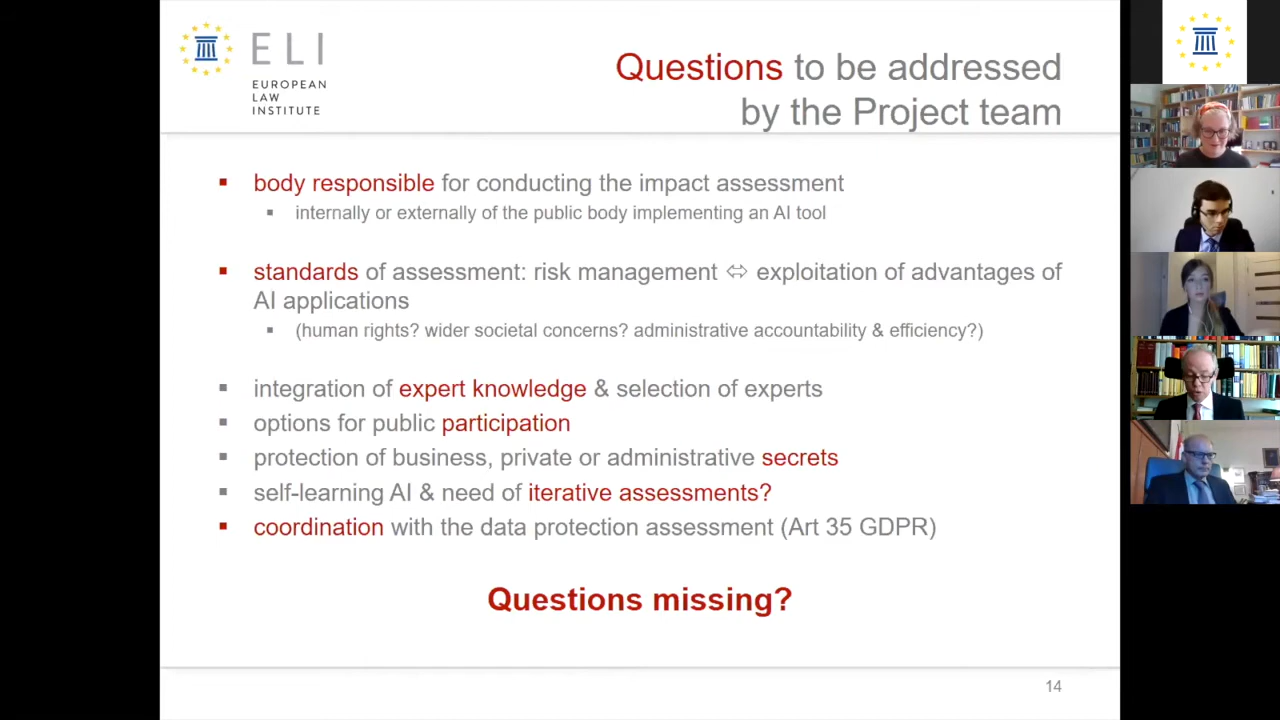 ELI
EUROPEAN
LAW
INSTITUTE
Questions to be addressed
by the Project team
▪ body responsible for conducting the impact assessment
▪ internally or externally of the public body implementing an AI tool
▪ standards of assessment: risk management ⬄ exploitation of advantages of
AI applications
▪ (human rights? wider societal concerns? administrative accountability & efficiency?)
▪ integration of expert knowledge & selection of experts
▪ options for public participation
▪ protection of business, private or administrative secrets
▪ self-learning AI & need of iterative assessments?
▪ coordination with the data protection assessment (Art 35 GDPR)
Questions missing?
14